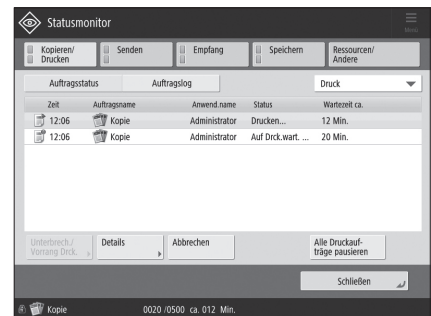 Statusmonitor
Menü
Kopieren/
Drucken
Senden
Empfang
Speichern
Ressourcen/
Andere
Auftragsstatus
Auftragslog
Druck
Zeit Auftragsname Anwend.name Status Wartezeit ca.
12:06 Kopie Administrator Drucken... 12 Min.
12:06 Kopie Administrator Auf Drck.wart. ... 20 Min.
Unterbrech./
Vorrang Drck.
Details
Abbrechen
Alle Druckauf-
träge pausieren
Schließen
Kopie 0020 /0500 ca. 012 Min.